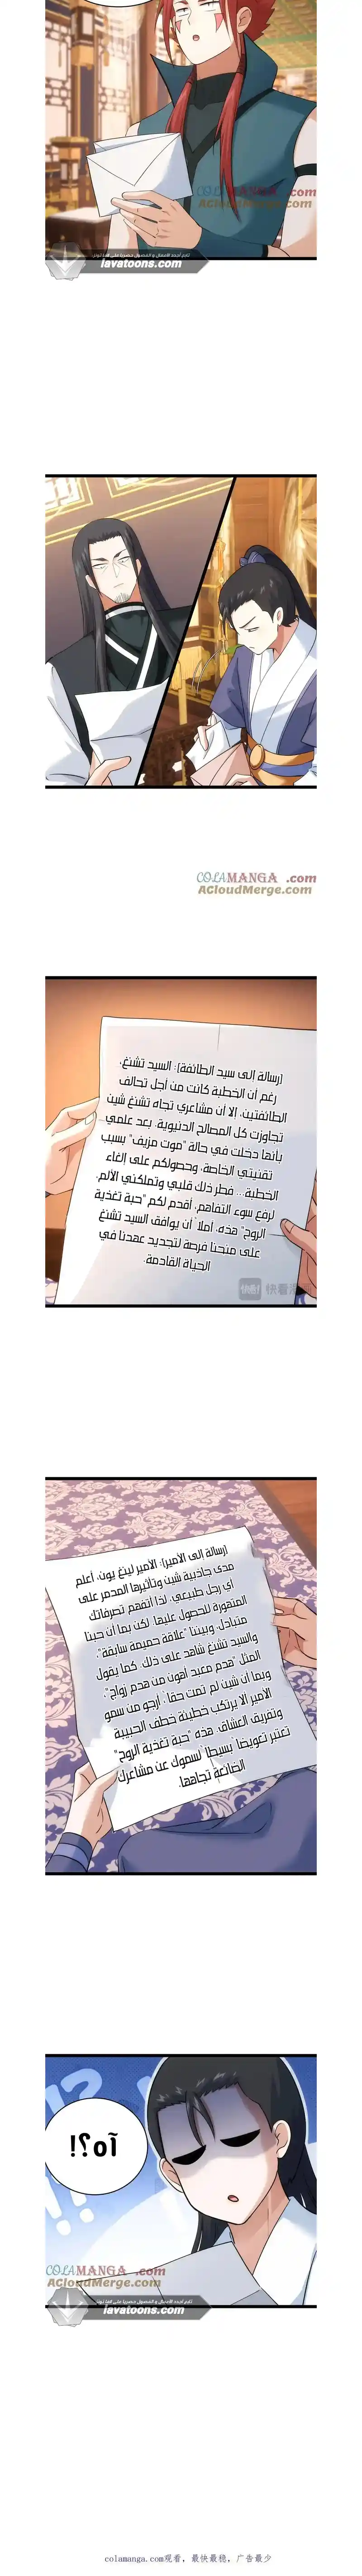 COLAMANGA .com
ACloudMerge.com
lavatoons.com
COLAMANGA .com
ACloudMerge.com
(رسالة إلى سيد الطائفة): السيد تشنغ،
رغم أن الخطبة كانت من أجل تحالف
الطائفتين، إلا أن مشاعري تجاه تشنغ شين
تجاوزت كل المصالح الدنيوية. بعد علمي
بأنها دخلت في حالة "موت مزيف" بسبب
تقنيتي الخاصة، وحصولكم على إلغاء
الخطبة... فطر ذلك قلبي وتملكني الألم.
لرفع سوء التفاهم، أقدم لكم "حبة تغذية
الروح" هذه، أملاً أن يوافق السيد تشنغ
على منحنا فرصة لتجديد عهدنا في
الحياة القادمة.
快看
(رسالة إلى الأمير): الأمير لينغ يون، أعلم
مدى جاذبية شين وتأثيرها المدمر على
أي رجل طبيعي، لذا أتفهم تصرفاتك
المتهورة للحصول عليها. لكن بما أن حبنا
متبادل، وبيننا "علاقة حميمة سابقة"،
والسيد تشنغ شاهد على ذلك. كما يقول
المثل "هدم معبد أهون من هدم زواج"،
وبما أن شين لم تمت حقاً، أرجو من سمو
الأمير ألا يرتكب خطيئة خطف الحبيبة
وتفريق العشاق. هذه "حبة تغذية الروح"
تعتبر تعويضاً بسيطاً لسموك عن مشاعرك
الضائعة تجاهها.
آه؟!
COLAMANGA .com
ACloudMerge.com
lavatoons.com
colamanga.com观看，最快最稳，广告最少